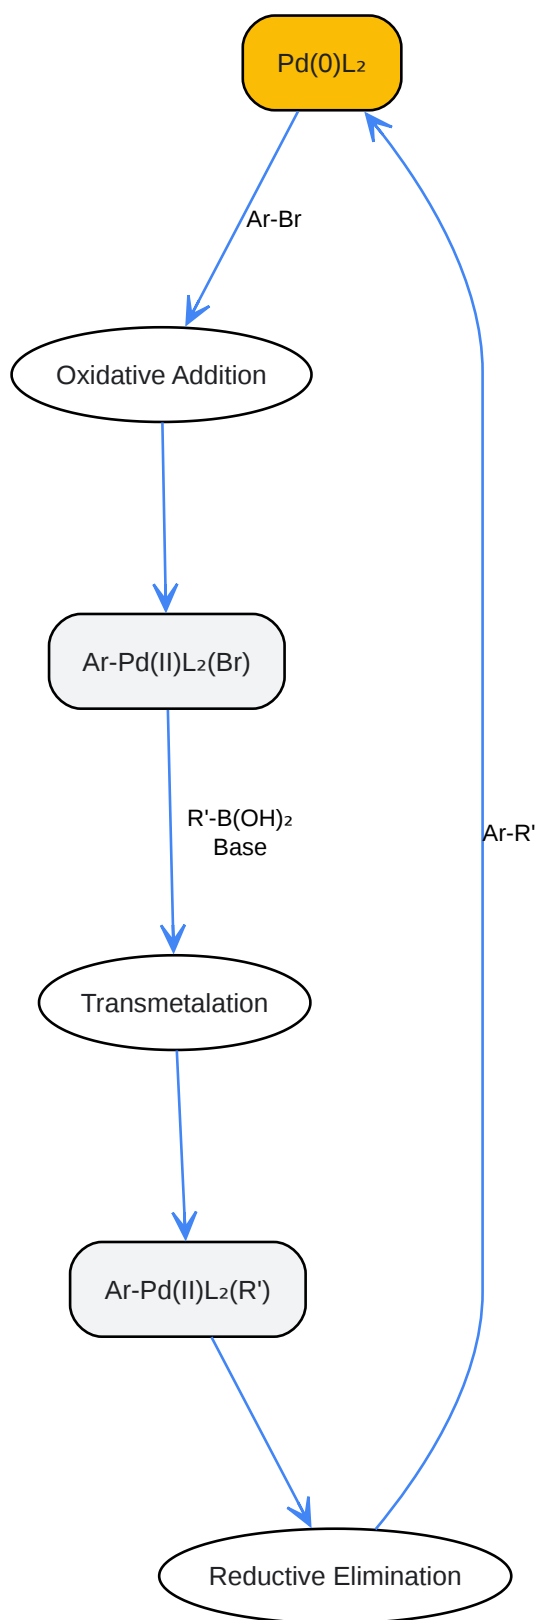 Pd(0)L₂
Ar-Br
Oxidative Addition
Ar-Pd(II)L₂(Br)
R'-B(OH)₂
Base
Ar-R'
Transmetalation
Ar-Pd(II)L₂(R')
Reductive Elimination